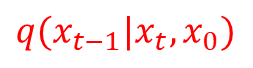 q(x_{t-1}|x_t, x_0)